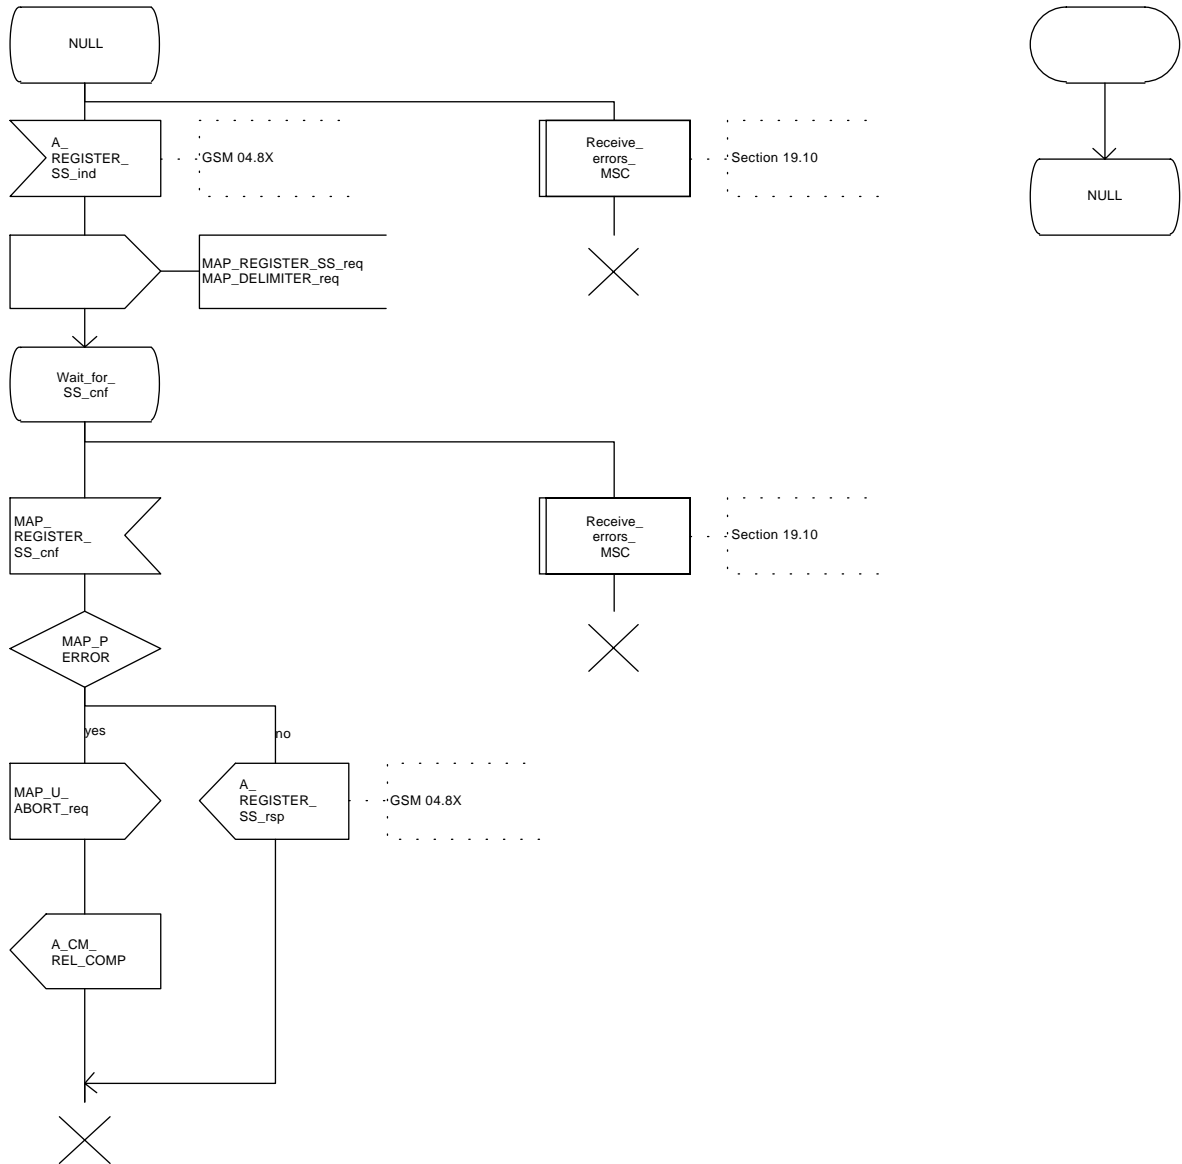 NULL
A_
REGISTER_
SS_ind
GSM 04.8X
Receive_
errors_
MSC
Section 19.10
NULL
MAP_REGISTER_SS_req
MAP_DELIMITER_req
Wait_for_
SS_cnf
MAP_
REGISTER_
SS_cnf
Receive_
errors_
MSC
Section 19.10
MAP_P
ERROR
yes
no
MAP_U_
ABORT_req
A_
REGISTER_
SS_rsp
GSM 04.8X
A_CM_
REL_COMP